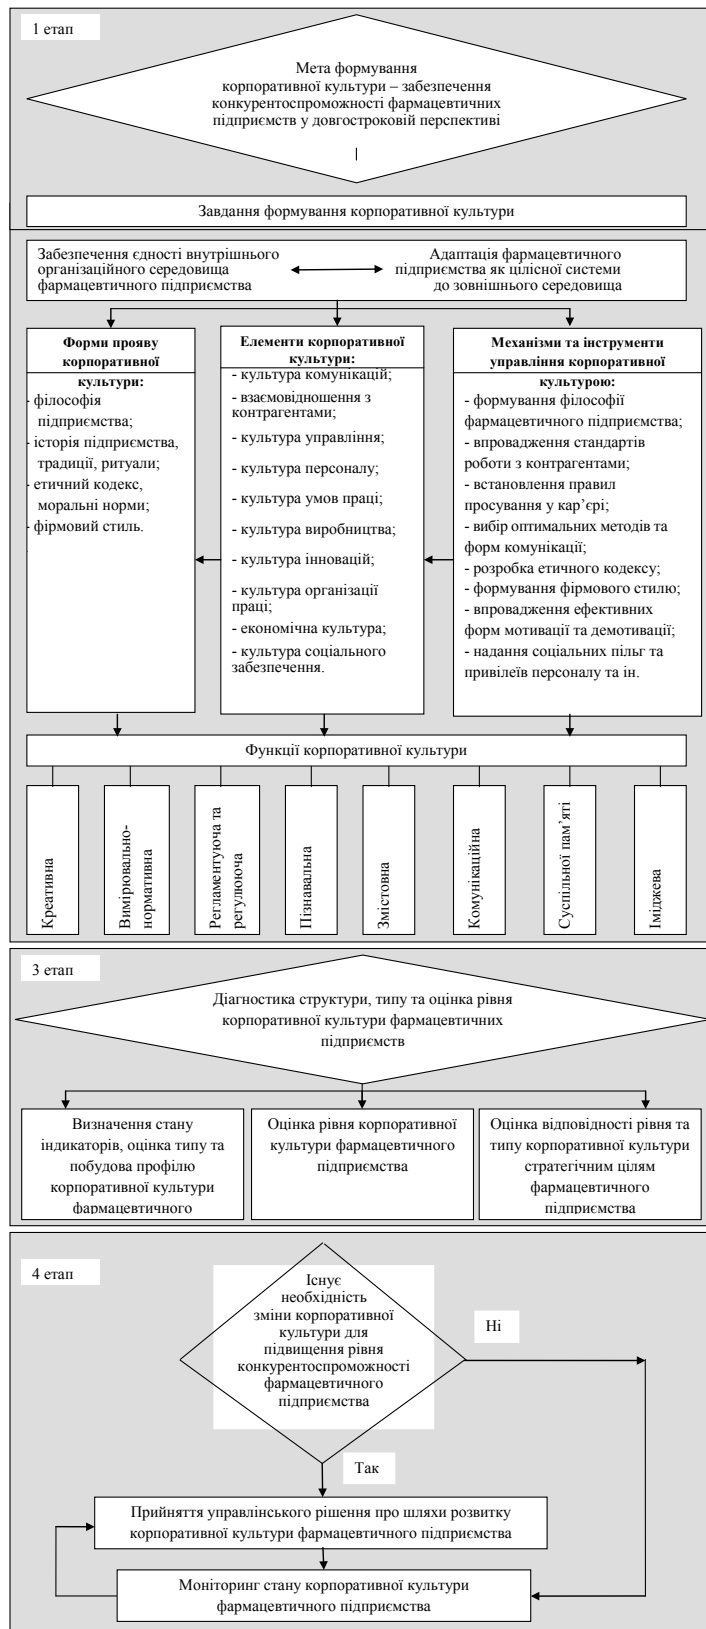 1 етап
Мета формування
корпоративної культури – забезпечення
конкурентоспроможності фармацевтичних
підприємств у довгостроковій перспективі
Завдання формування корпоративної культури
Забезпечення єдності внутрішнього
організаційного середовища
фармацевтичного підприємства
Адаптація фармацевтичного
підприємства як цілісної системи
до зовнішнього середовища
Форми прояву
корпоративної
культури:
- філософія
підприємства;
- історія підприємства,
традиції, ритуали;
- етичний кодекс,
моральні норми;
- фірмовий стиль.
Елементи корпоративної
культури:
- культура комунікацій;
- взаємовідношення з
контрагентами;
- культура управління;
- культура персоналу;
- культура умов праці;
- культура виробництва;
- культура інновацій;
- культура організації
праці;
- економічна культура;
- культура соціального
забезпечення.
Механізми та інструменти
управління корпоративної
культурою:
- формування філософії
фармацевтичного підприємства;
- впровадження стандартів
роботи з контрагентами;
- встановлення правил
просування у кар’єрі;
- вибір оптимальних методів та
форм комунікації;
- розробка етичного кодексу;
- формування фірмового стилю;
- впровадження ефективних
форм мотивації та демотивації;
- надання соціальних пільг та
привілеїв персоналу та ін.
Функції корпоративної культури
Креативна
Вимірювально-
нормативна
Регламентуюча та
регулююча
Пізнавальна
Змістовна
Комунікаційна
Суспільної пам’яті
Іміджева
3 етап
Діагностика структури, типу та оцінка рівня
корпоративної культури фармацевтичних
підприємств
Визначення стану
індикаторів, оцінка типу та
побудова профілю
корпоративної культури
фармацевтичного
Оцінка рівня корпоративної
культури фармацевтичного
підприємства
Оцінка відповідності рівня та
типу корпоративної культури
стратегічним цілям
фармацевтичного
підприємства
4 етап
Існує
необхідність
зміни корпоративної
культури для
підвищення рівня
конкурентоспроможності
фармацевтичного
підприємства
Ні
Так
Прийняття управлінського рішення про шляхи розвитку
корпоративної культури фармацевтичного підприємства
Моніторинг стану корпоративної культури
фармацевтичного підприємства